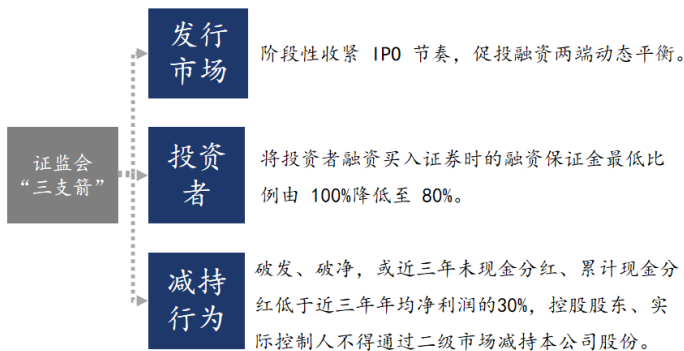 证监会
“三支箭”
发行
市场
阶段性收紧 IPO 节奏，促投融资两端动态平衡。
投资
者
将投资者融资买入证券时的融资保证金最低比
例由 100%降低至 80%。
减持
行为
破发、破净，或近三年未现金分红、累计现金分
红低于近三年年均净利润的30%，控股股东、实
际控制人不得通过二级市场减持本公司股份。